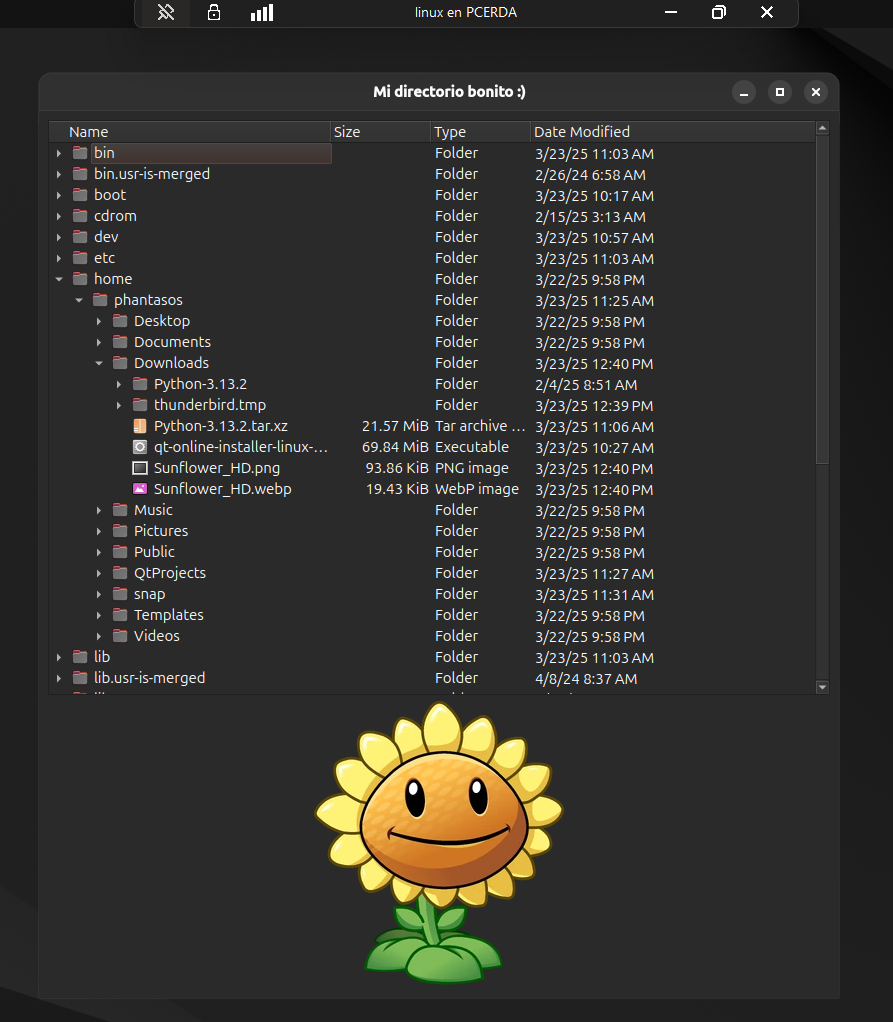 linux en PCERDA
Mi directorio bonito :)
Name Size Type Date Modified
bin Folder 3/23/25 11:03 AM
bin.usr-is-merged Folder 2/26/24 6:58 AM
boot Folder 3/23/25 10:17 AM
cdrom Folder 2/15/25 3:13 AM
dev Folder 3/23/25 10:57 AM
etc Folder 3/23/25 11:03 AM
home Folder 3/22/25 9:58 PM
phantasos Folder 3/23/25 11:25 AM
Desktop Folder 3/22/25 9:58 PM
Documents Folder 3/22/25 9:58 PM
Downloads Folder 3/23/25 12:40 PM
Python-3.13.2 Folder 2/4/25 8:51 AM
thunderbird.tmp Folder 3/23/25 12:39 PM
Python-3.13.2.tar.xz 21.57 MiB Tar archive ... 3/23/25 11:06 AM
qt-online-installer-linux-... 69.84 MiB Executable 3/23/25 10:27 AM
Sunflower_HD.png 93.86 KiB PNG image 3/23/25 12:40 PM
Sunflower_HD.webp 19.43 KiB WebP image 3/23/25 12:40 PM
Music Folder 3/22/25 9:58 PM
Pictures Folder 3/22/25 9:58 PM
Public Folder 3/22/25 9:58 PM
QtProjects Folder 3/23/25 11:27 AM
snap Folder 3/23/25 11:31 AM
Templates Folder 3/22/25 9:58 PM
Videos Folder 3/22/25 9:58 PM
lib Folder 3/23/25 11:03 AM
lib.usr-is-merged Folder 4/8/24 8:37 AM